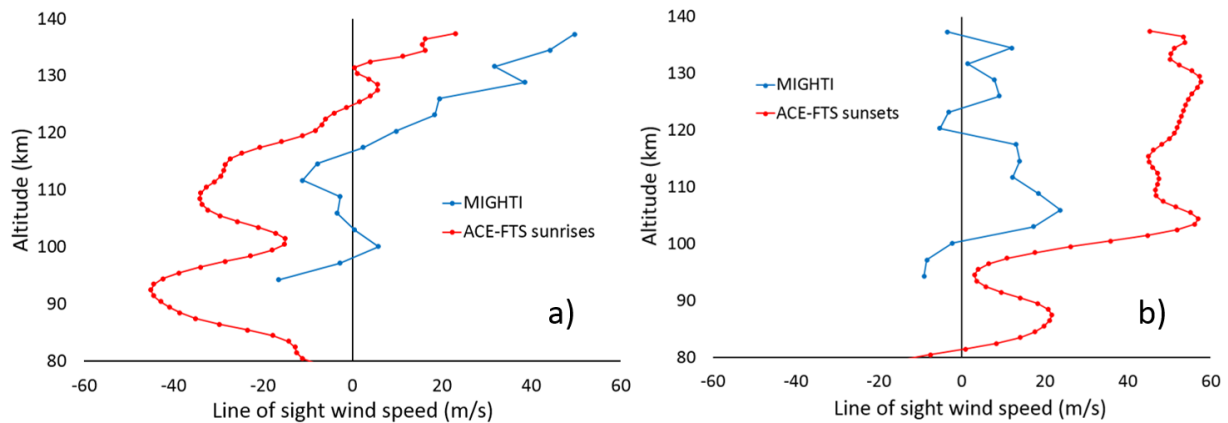 140
130
120
110
100
90
80
Altitude (km)
MIGHTI
ACE-FTS sunrises
a)
-60 -40 -20 0 20 40 60
Line of sight wind speed (m/s)
140
130
120
110
100
90
80
Altitude (km)
MIGHTI
ACE-FTS sunsets
b)
-60 -40 -20 0 20 40 60
Line of sight wind speed (m/s)